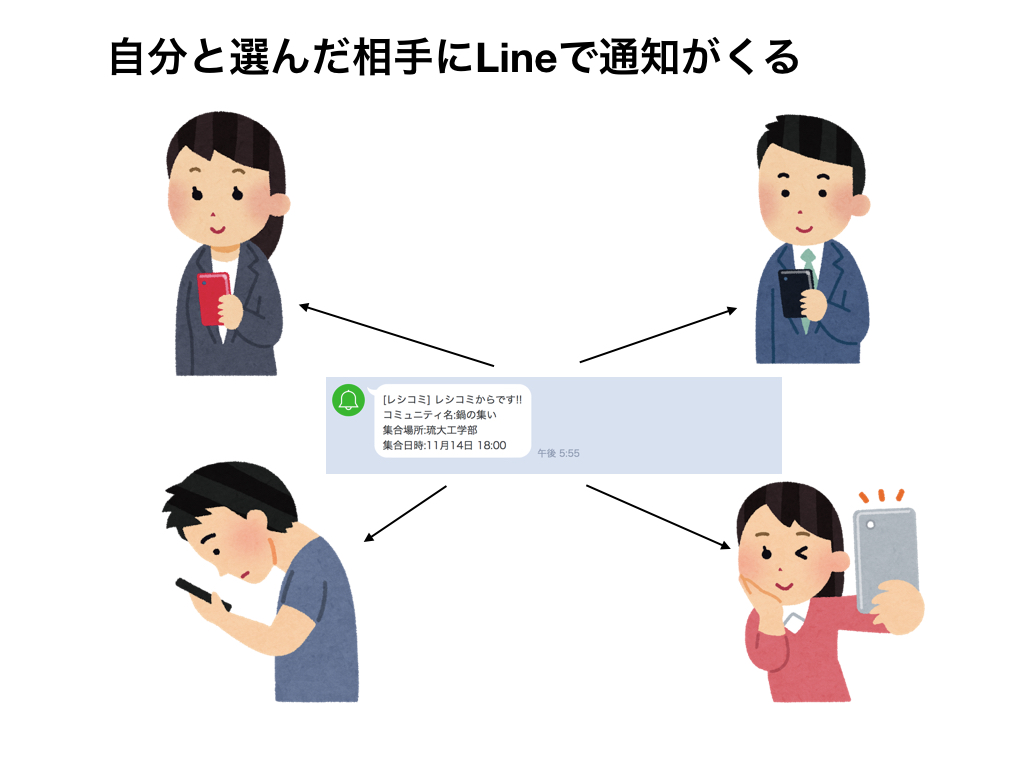 自分と選んだ相手にLineで通知がくる
[レシコミ] レシコミからです!!
コミュニティ名:鍋の集い
集合場所:琉大工学部
集合日時:11月14日 18:00
午後 5:55